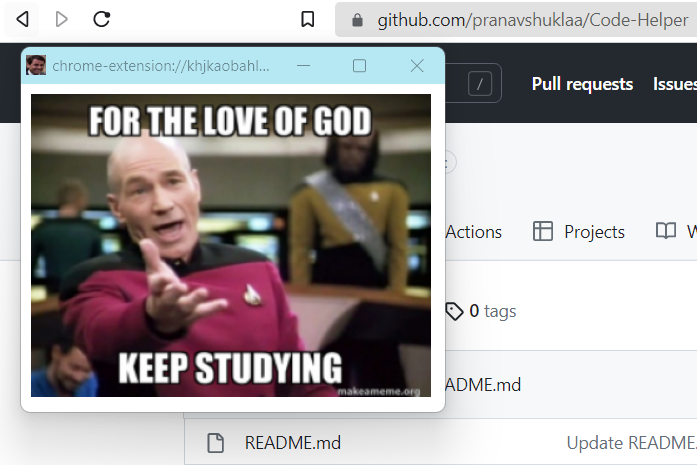 github.com/pranavshuklaa/Code-Helper
chrome-extension://khjkaobahl...
/
Pull requests
Issues
FOR THE LOVE OF GOD
Actions
Projects
W
0 tags
KEEP STUDYING
makeameme.org
ADME.md
README.md
Update README.